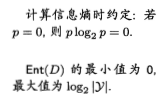 计算信息熵时约定：若
p = 0, 则 p log₂ p = 0.
Ent(D) 的最小值为 0,
最大值为 log₂ |𝒴|.